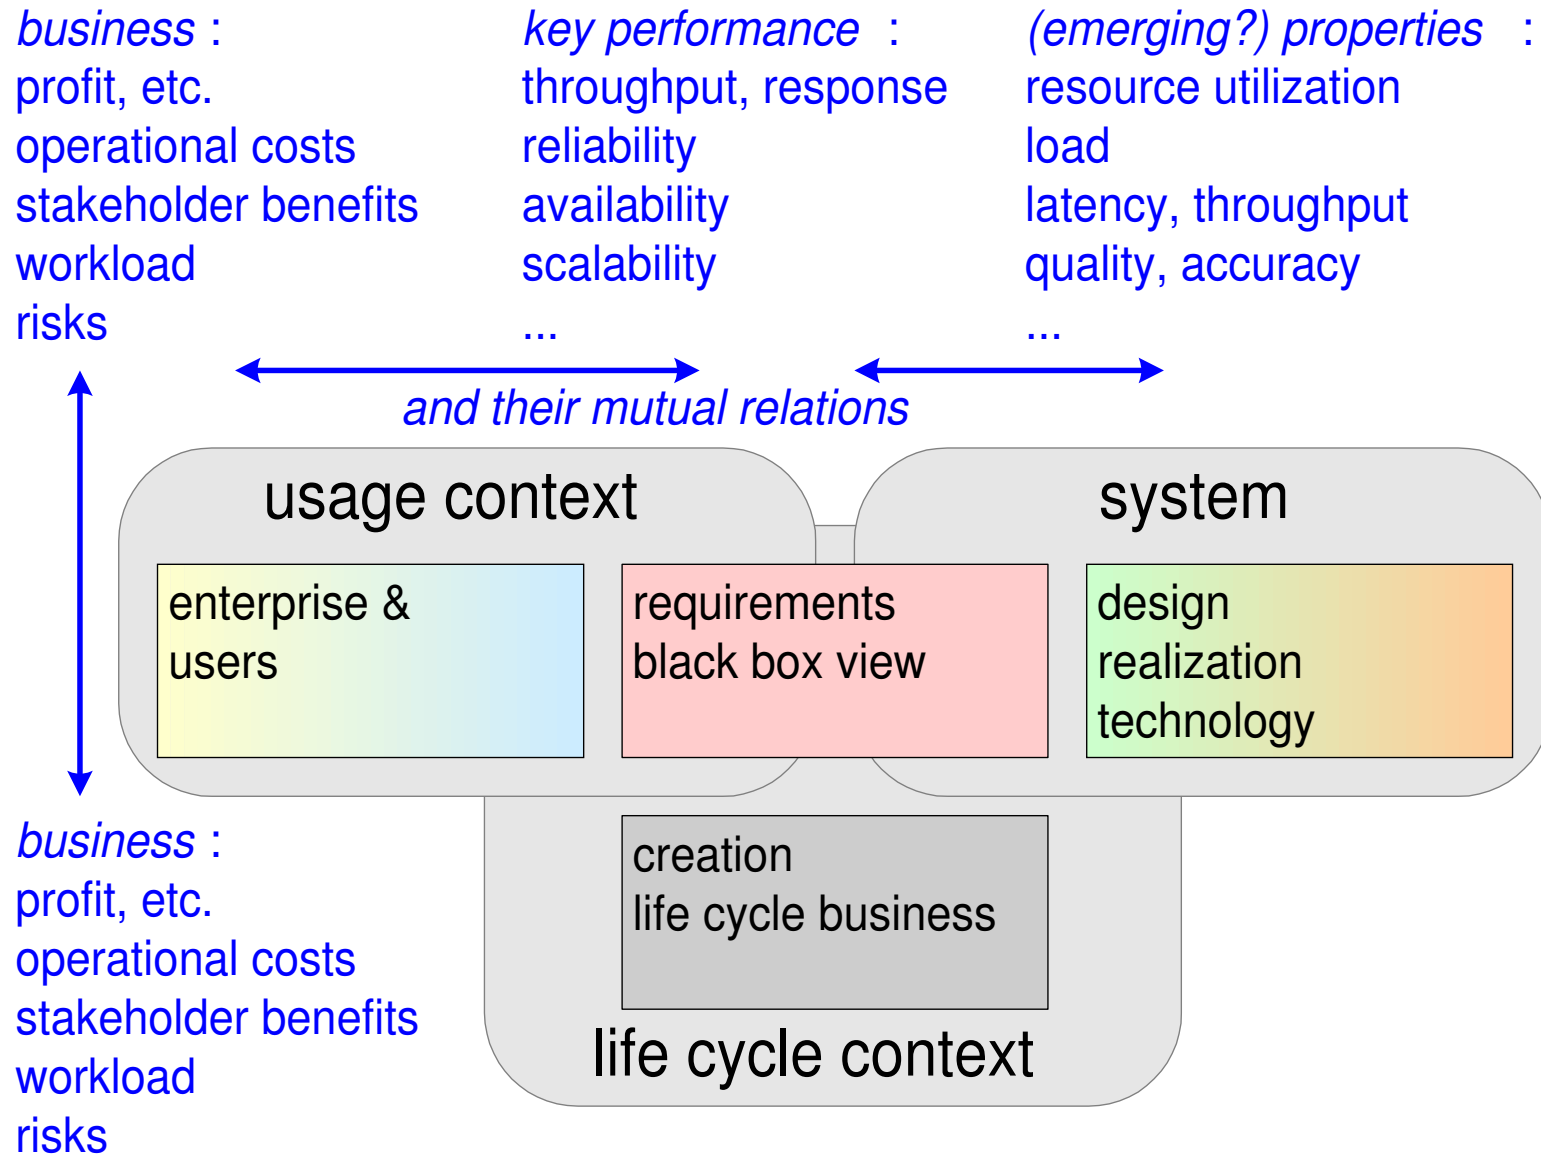 business :
profit, etc.
operational costs
stakeholder benefits
workload
risks
key performance :
throughput, response
reliability
availability
scalability
...
(emerging?) properties :
resource utilization
load
latency, throughput
quality, accuracy
...
and their mutual relations
usage context
system
enterprise &
users
requirements
black box view
design
realization
technology
creation
life cycle business
life cycle context
business :
profit, etc.
operational costs
stakeholder benefits
workload
risks